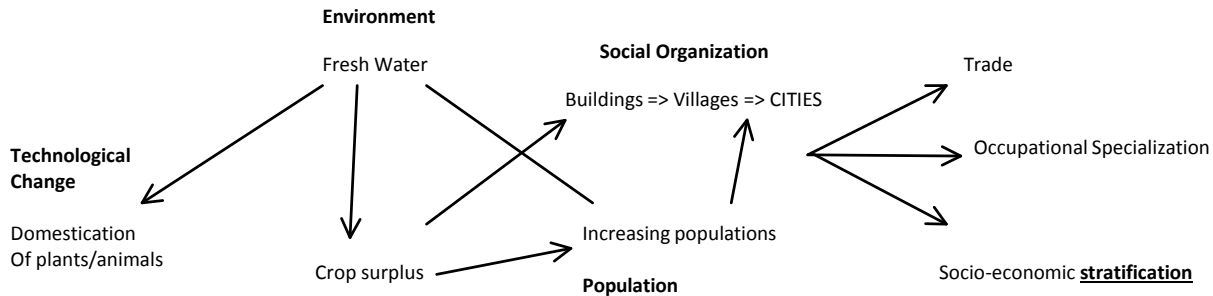 Environment
Fresh Water
Social Organization
Buildings => Villages => CITIES
Trade
Occupational Specialization
Technological
Change
Domestication
Of plants/animals
Crop surplus
Increasing populations
Population
Socio-economic stratification